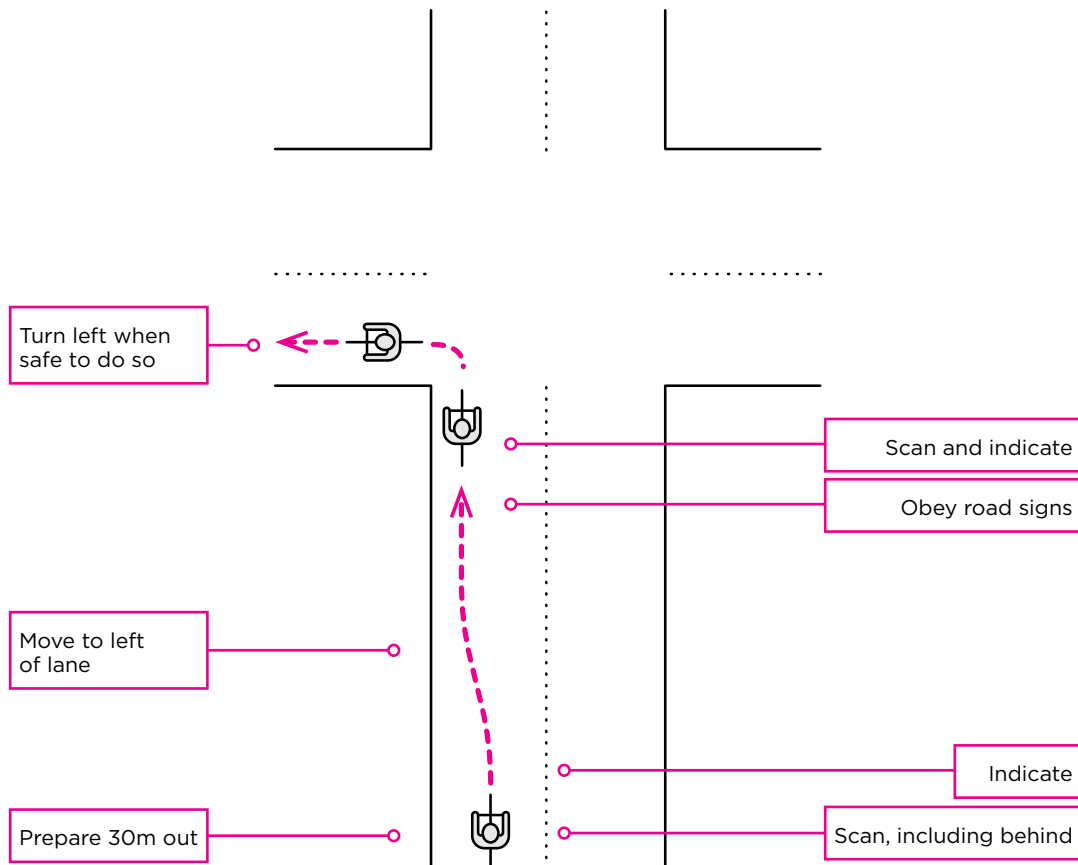 Turn left when
safe to do so
Scan and indicate
Obey road signs
Move to left
of lane
Indicate
Prepare 30m out
Scan, including behind